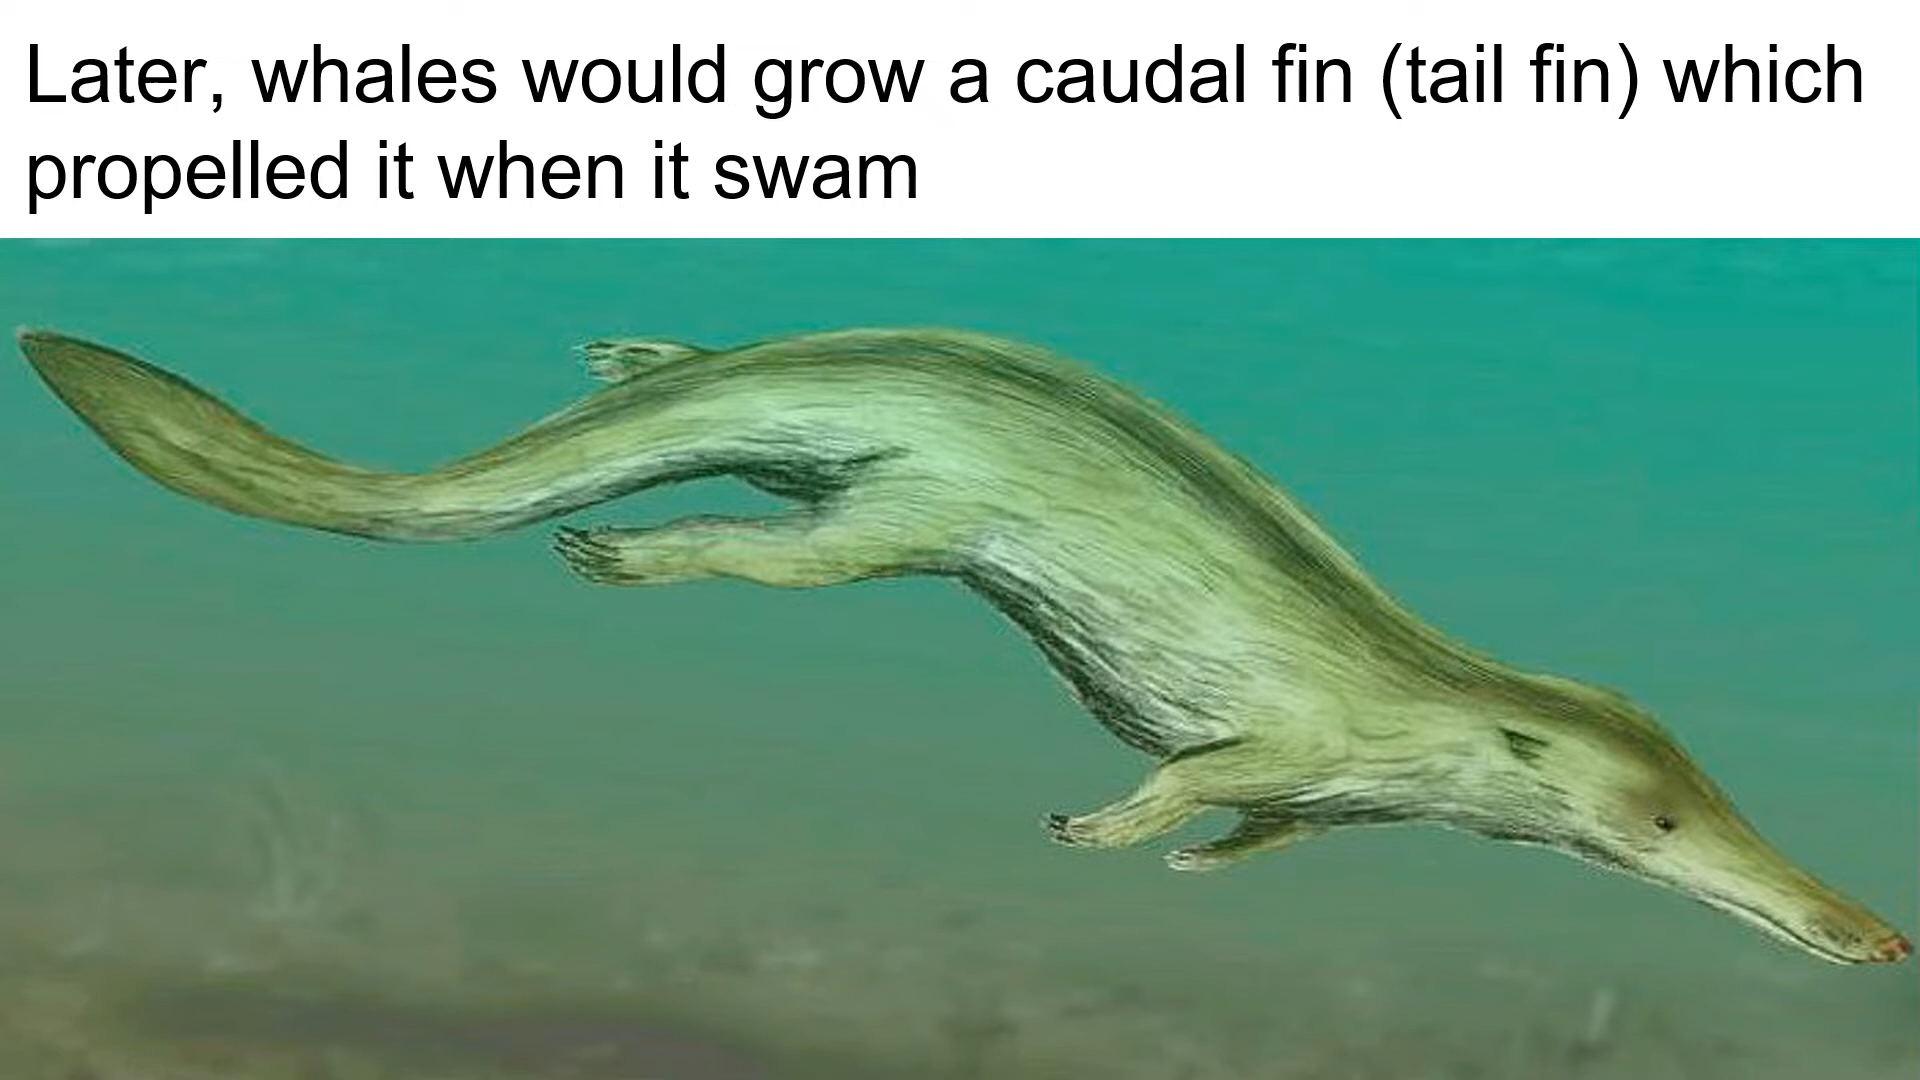 Later, whales would grow a caudal fin (tail fin) which
propelled it when it swam